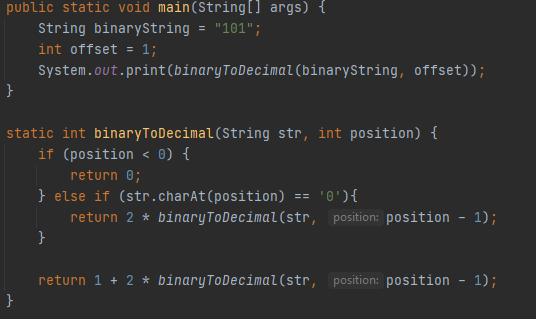 public static void main(String[] args) {
    String binaryString = "101";
    int offset = 1;
    System.out.print(binaryToDecimal(binaryString, offset));
}

static int binaryToDecimal(String str, int position) {
    if (position < 0) {
        return 0;
    } else if (str.charAt(position) == '0'){
        return 2 * binaryToDecimal(str, position: position - 1);
    }

    return 1 + 2 * binaryToDecimal(str, position: position - 1);
}